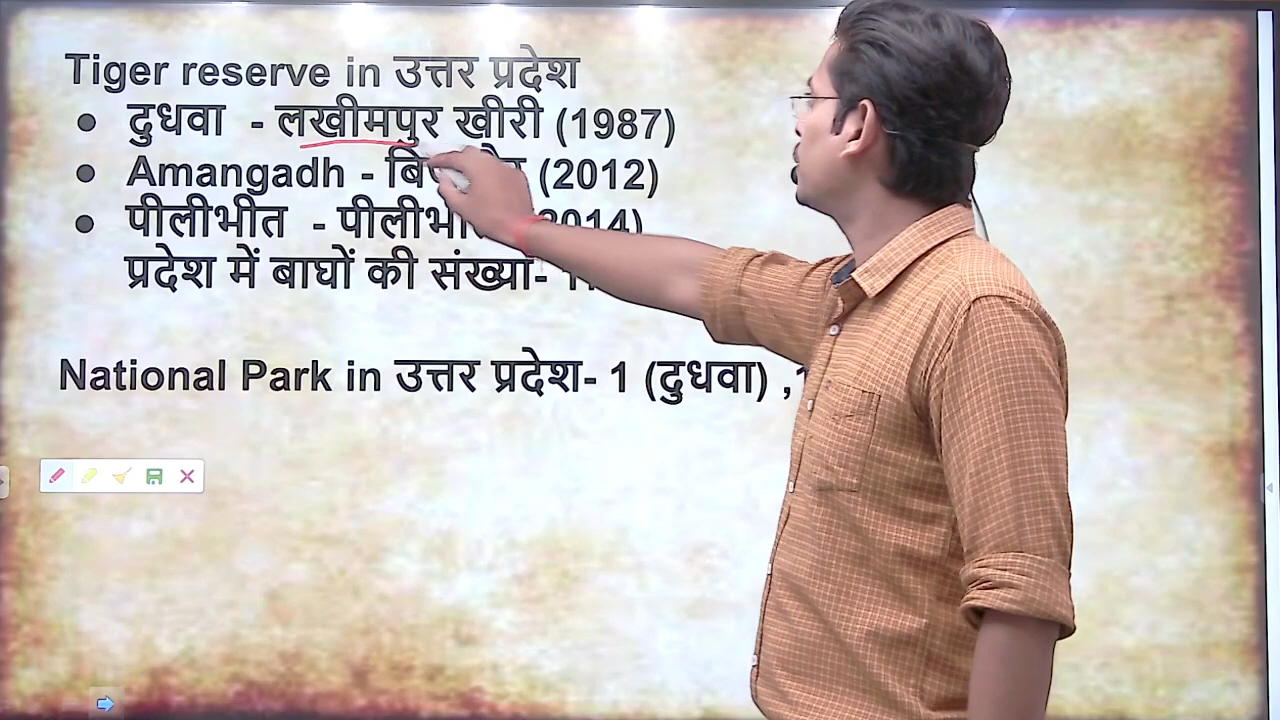 Tiger reserve in उत्तर प्रदेश
● दुधवा - लखीमपुर खीरी (1987)
● Amangadh - (2012)
● पीलीभीत - (2014)
प्रदेश में बाघों की संख्या-
National Park in उत्तर प्रदेश- 1 (दुधवा) ,